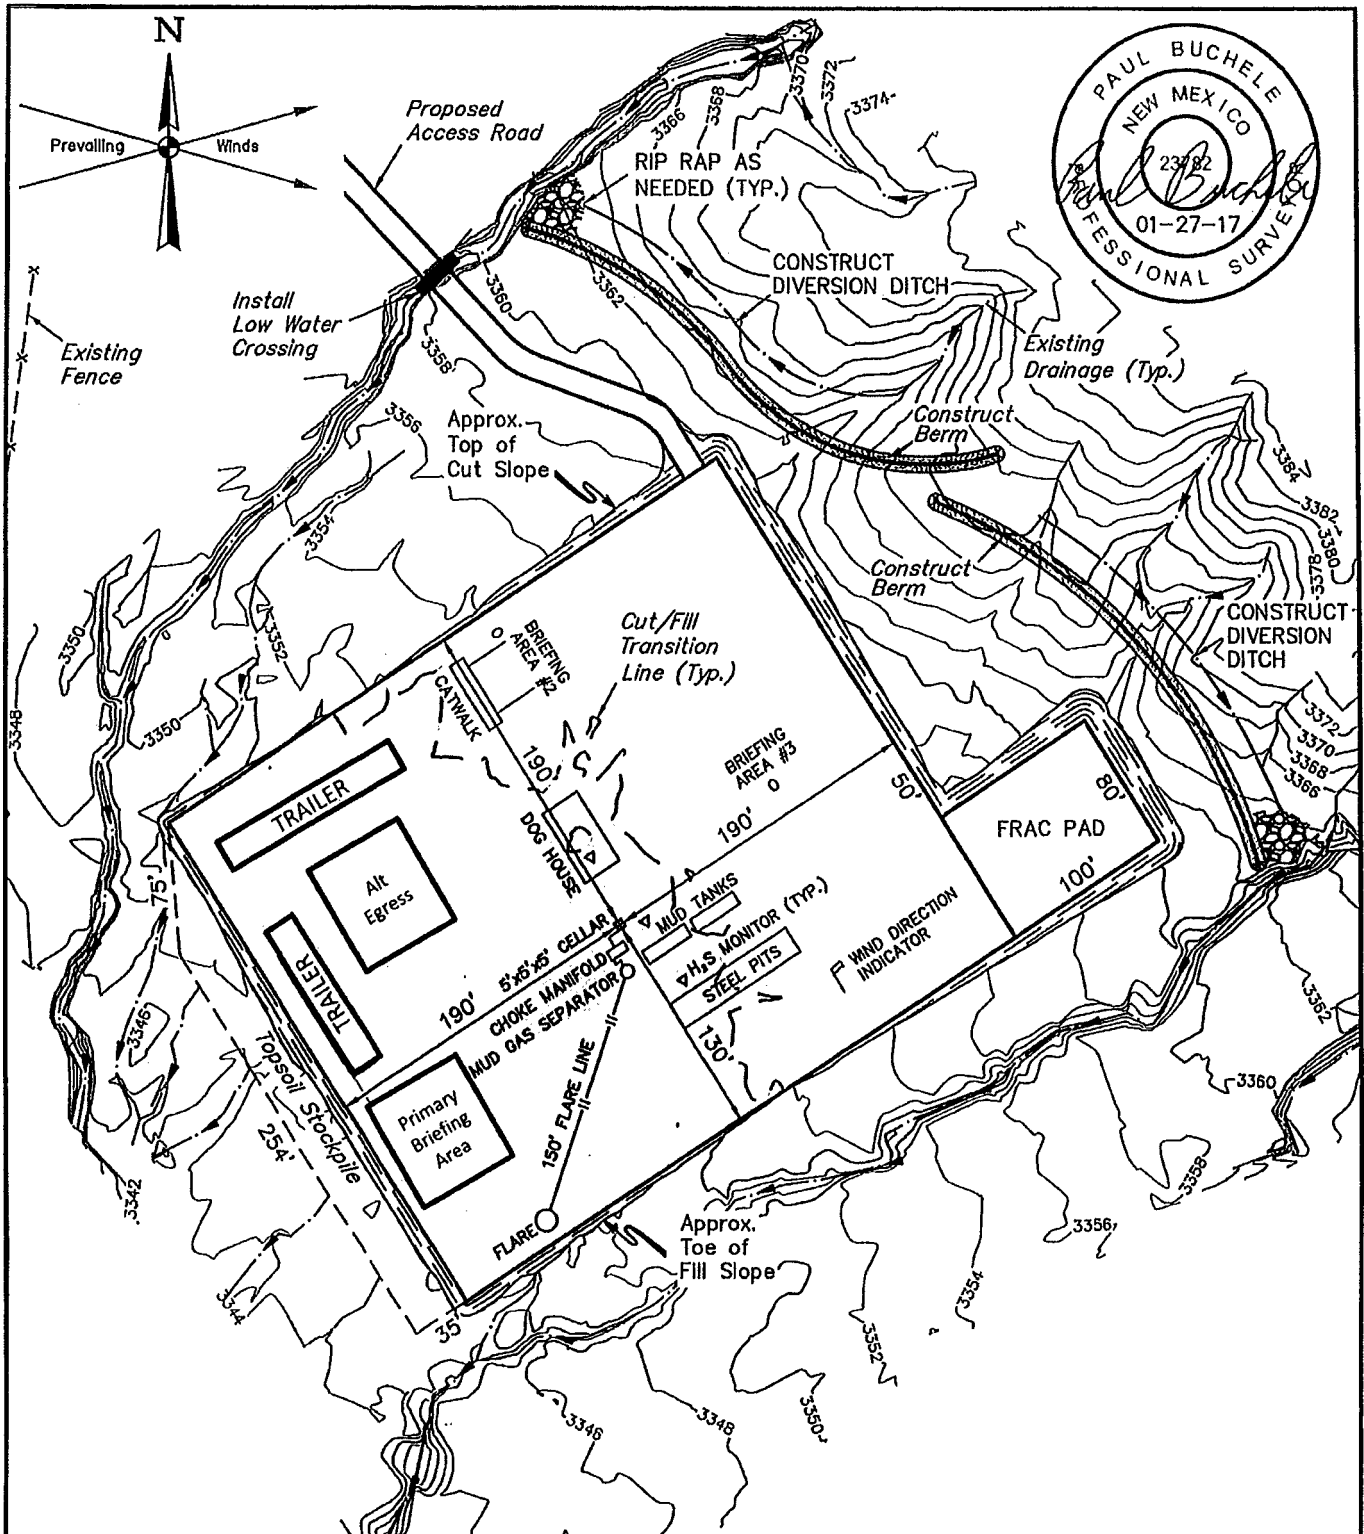 N
Prevailing
Winds
Proposed
Access Road
3370
3372
3374
3368
3366
RIP RAP AS
NEEDED (TYP.)
PAUL BUCHELE
NEW MEXICO
23782
01-27-17
FESSIONAL SURVEY
CONSTRUCT
DIVERSION DITCH
3362
3360
Install
Low Water
Crossing
Existing
Fence
3358
Existing
Drainage (Typ.)
3356
Approx.
Top of
Cut Slope
Construct
Berm
3384
3382
3380
3378
3354
Construct
Berm
CONSTRUCT
DIVERSION
DITCH
Cut/Fill
Transition
Line (Typ.)
BRIEFING
AREA #2
O
CATWALK
3350
3352
3348
3350
3372
3370
3368
3366
BRIEFING
AREA #3
O
190'
50'
80'
TRAILER
DOG HOUSE
190'
FRAC PAD
100'
Alt
Egress
75'
MUD TANKS
H2S MONITOR (TYP.)
STEEL PITS
WIND DIRECTION
INDICATOR
5'x5'x5' CELLAR
CHOKE MANIFOLD
MUD GAS SEPARATOR
TRAILER
190'
130'
3346
3362
Topsoil Stockpile
150' FLARE LINE
3360
Primary
Briefing
Area
254'
3342
3358
3356
FLARE
Approx.
Toe of
Fill Slope
3344
35'
3354
3352
3350
3346
3348